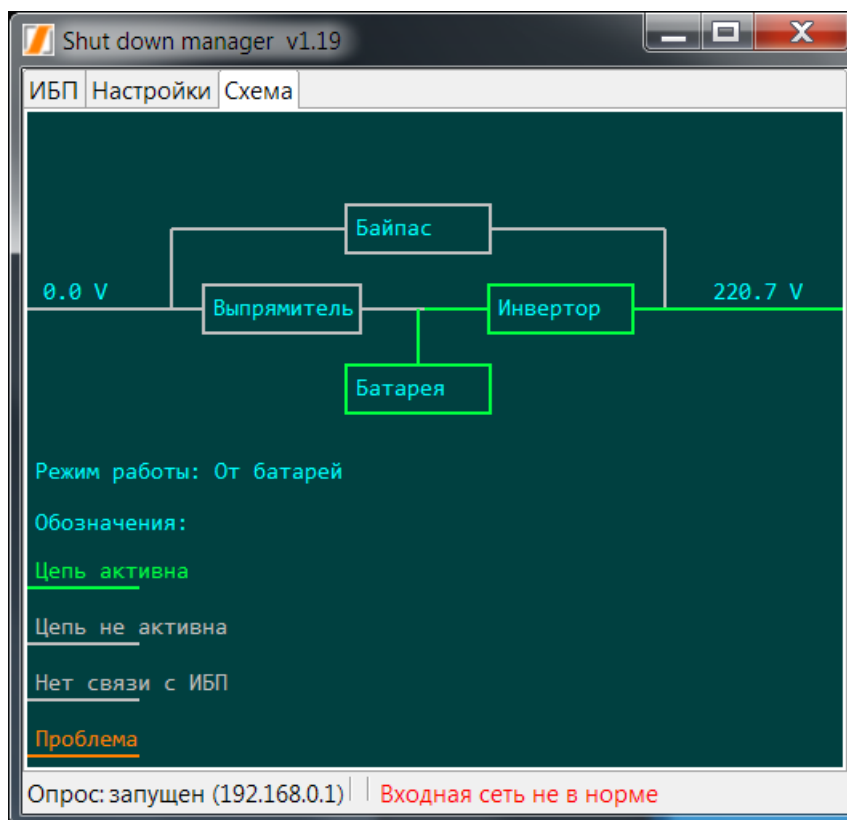 Shut down manager v1.19
ИБП Настройки Схема
Байпас
0.0 V
220.7 V
Выпрямитель
Инвертор
Батарея
Режим работы: От батарей
Обозначения:
Цепь активна
Цепь не активна
Нет связи с ИБП
Проблема
Опрос: запущен (192.168.0.1) Входная сеть не в норме